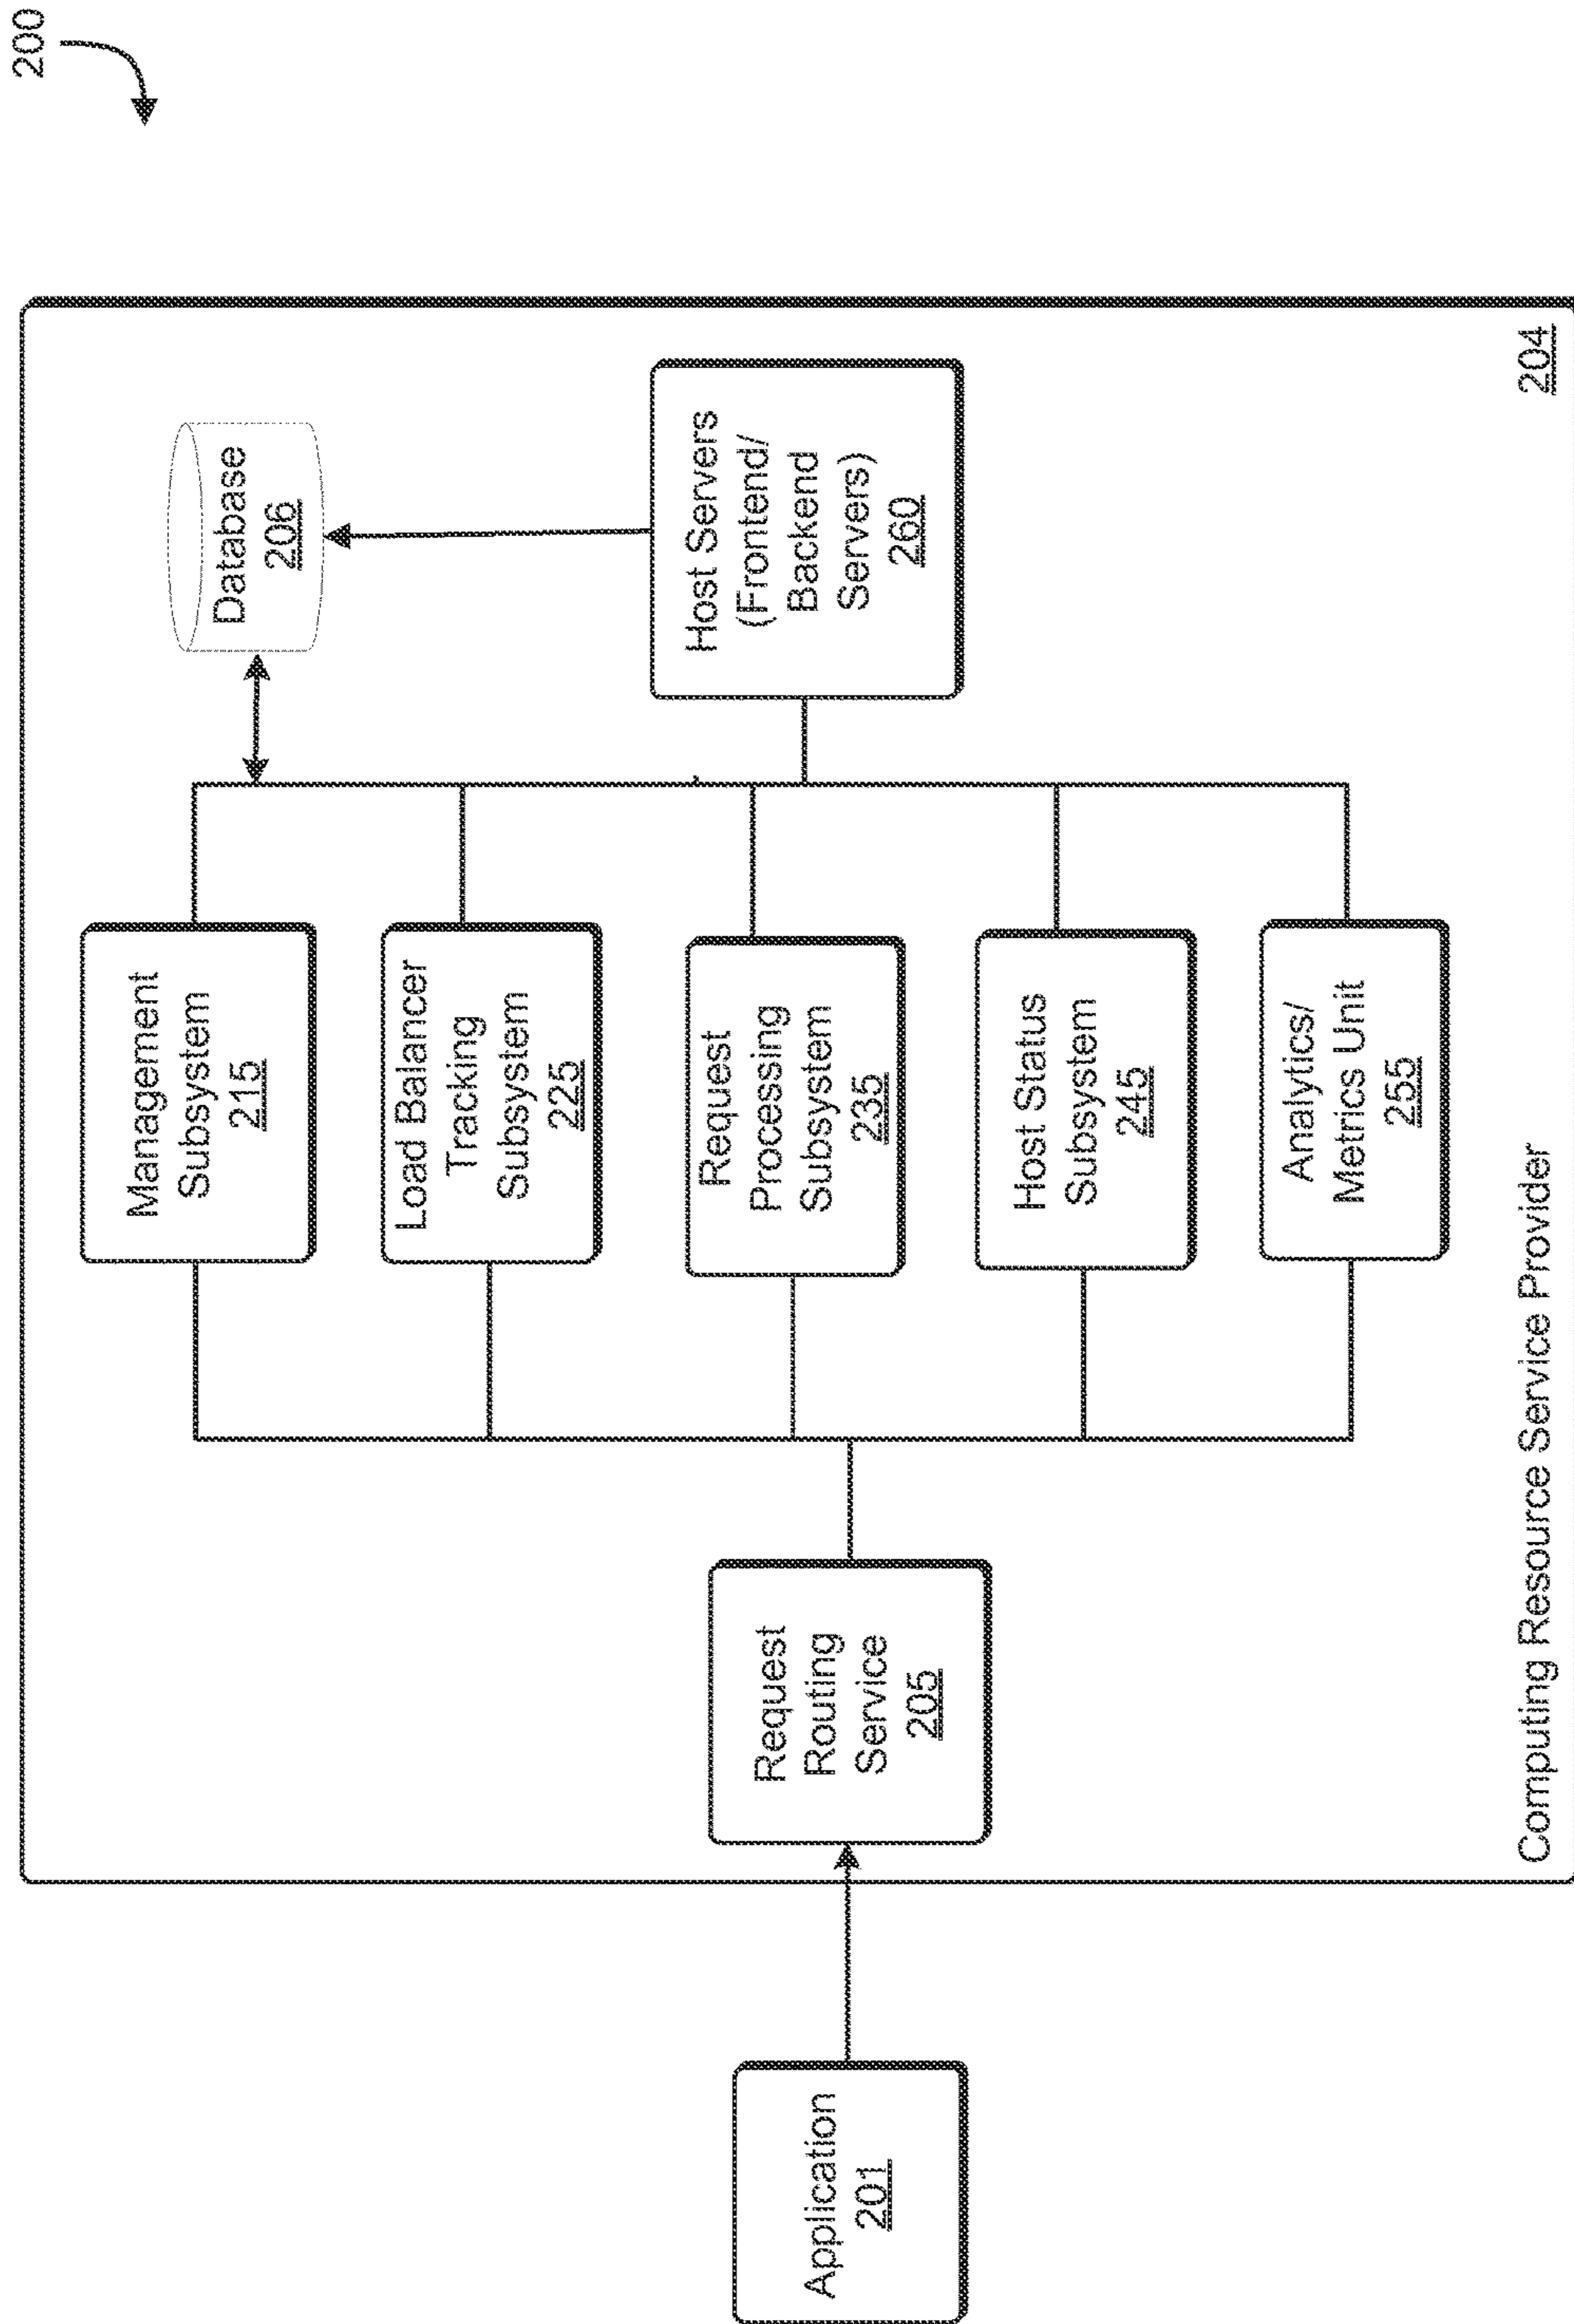 200
Application
201
Request
Routing
Service
205
Management
Subsystem
215
Load Balancer
Tracking
Subsystem
225
Request
Processing
Subsystem
235
Host Status
Subsystem
245
Analytics/
Metrics Unit
255
Database
206
Host Servers
(Frontend/
Backend
Servers)
260
Computing Resource Service Provider
204